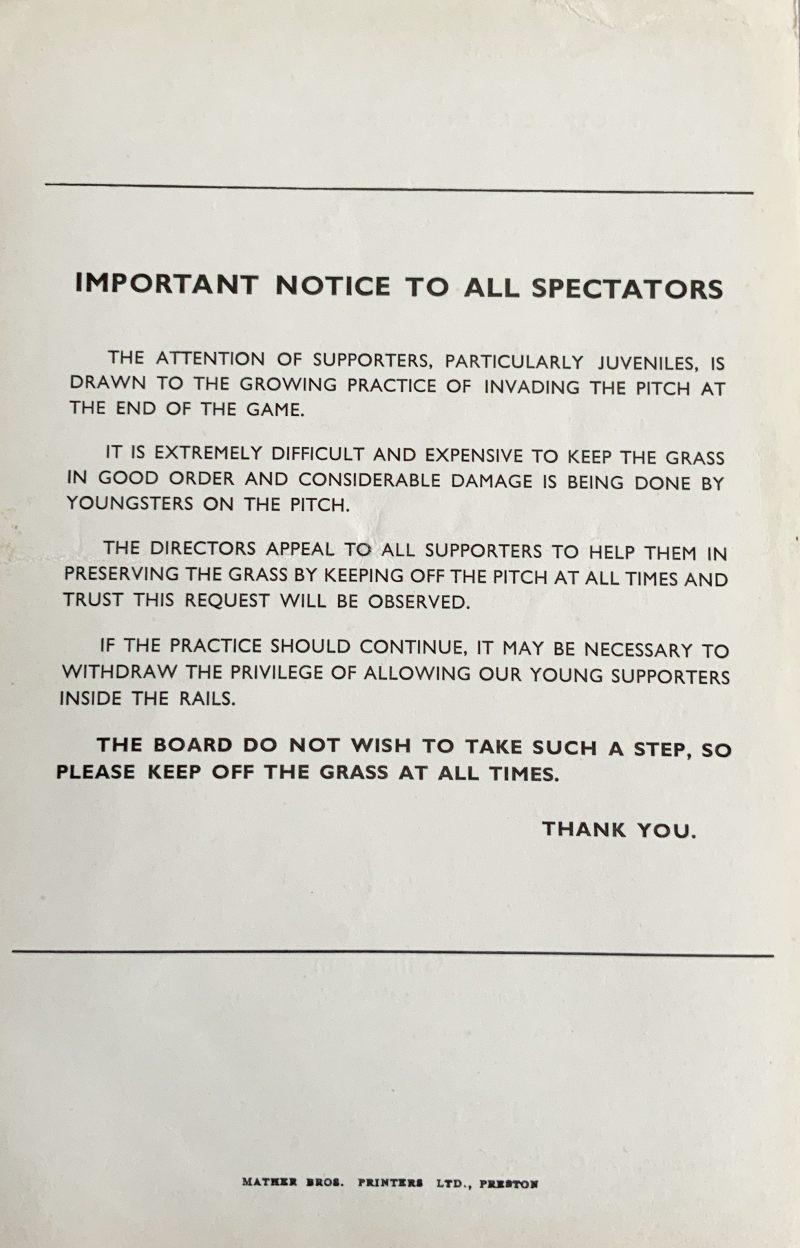 IMPORTANT NOTICE TO ALL SPECTATORS
THE ATTENTION OF SUPPORTERS, PARTICULARLY JUVENILES, IS
DRAWN TO THE GROWING PRACTICE OF INVADING THE PITCH AT
THE END OF THE GAME.
IT IS EXTREMELY DIFFICULT AND EXPENSIVE TO KEEP THE GRASS
IN GOOD ORDER AND CONSIDERABLE DAMAGE IS BEING DONE BY
YOUNGSTERS ON THE PITCH.
THE DIRECTORS APPEAL TO ALL SUPPORTERS TO HELP THEM IN
PRESERVING THE GRASS BY KEEPING OFF THE PITCH AT ALL TIMES AND
TRUST THIS REQUEST WILL BE OBSERVED.
IF THE PRACTICE SHOULD CONTINUE, IT MAY BE NECESSARY TO
WITHDRAW THE PRIVILEGE OF ALLOWING OUR YOUNG SUPPORTERS
INSIDE THE RAILS.
THE BOARD DO NOT WISH TO TAKE SUCH A STEP, SO
PLEASE KEEP OFF THE GRASS AT ALL TIMES.
THANK YOU.
MATHER BROS. PRINTERS LTD., PRESTON